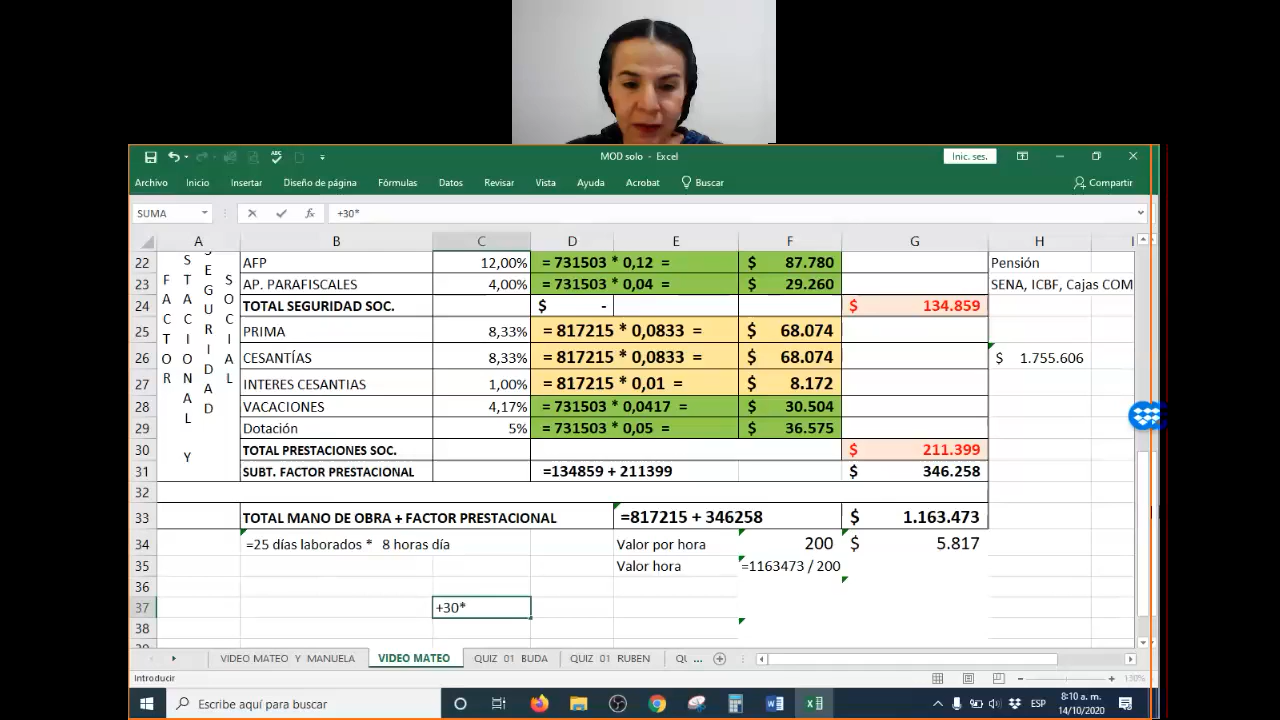 MOD solo - Excel
Inic. ses.
Archivo Inicio Insertar Diseño de página Fórmulas Datos Revisar Vista Ayuda Acrobat Buscar Compartir
SUMA fx +30*
A B C D E F G H I
FACTOR
PRESTACIONAL Y
SEGURIDAD
SOCIAL
22 AFP 12,00% = 731503 * 0,12 = $ 87.780 Pensión
23 AP. PARAFISCALES 4,00% = 731503 * 0,04 = $ 29.260 SENA, ICBF, Cajas COM
24 TOTAL SEGURIDAD SOC. $ - $ 134.859
25 PRIMA 8,33% = 817215 * 0,0833 = $ 68.074
26 CESANTÍAS 8,33% = 817215 * 0,0833 = $ 68.074 $ 1.755.606
27 INTERES CESANTIAS 1,00% = 817215 * 0,01 = $ 8.172
28 VACACIONES 4,17% = 731503 * 0,0417 = $ 30.504
29 Dotación 5% = 731503 * 0,05 = $ 36.575
30 TOTAL PRESTACIONES SOC. $ 211.399
31 SUBT. FACTOR PRESTACIONAL =134859 + 211399 $ 346.258
32
33 TOTAL MANO DE OBRA + FACTOR PRESTACIONAL =817215 + 346258 $ 1.163.473
34 =25 días laborados * 8 horas día Valor por hora 200 $ 5.817
35 Valor hora =1163473 / 200
36
37 +30*
38
VIDEO MATEO Y MANUELA VIDEO MATEO QUIZ 01 BUDA QUIZ 01 RUBEN QU ...
Introducir 130%
Escribe aquí para buscar ESP 8:10 a. m.
14/10/2020